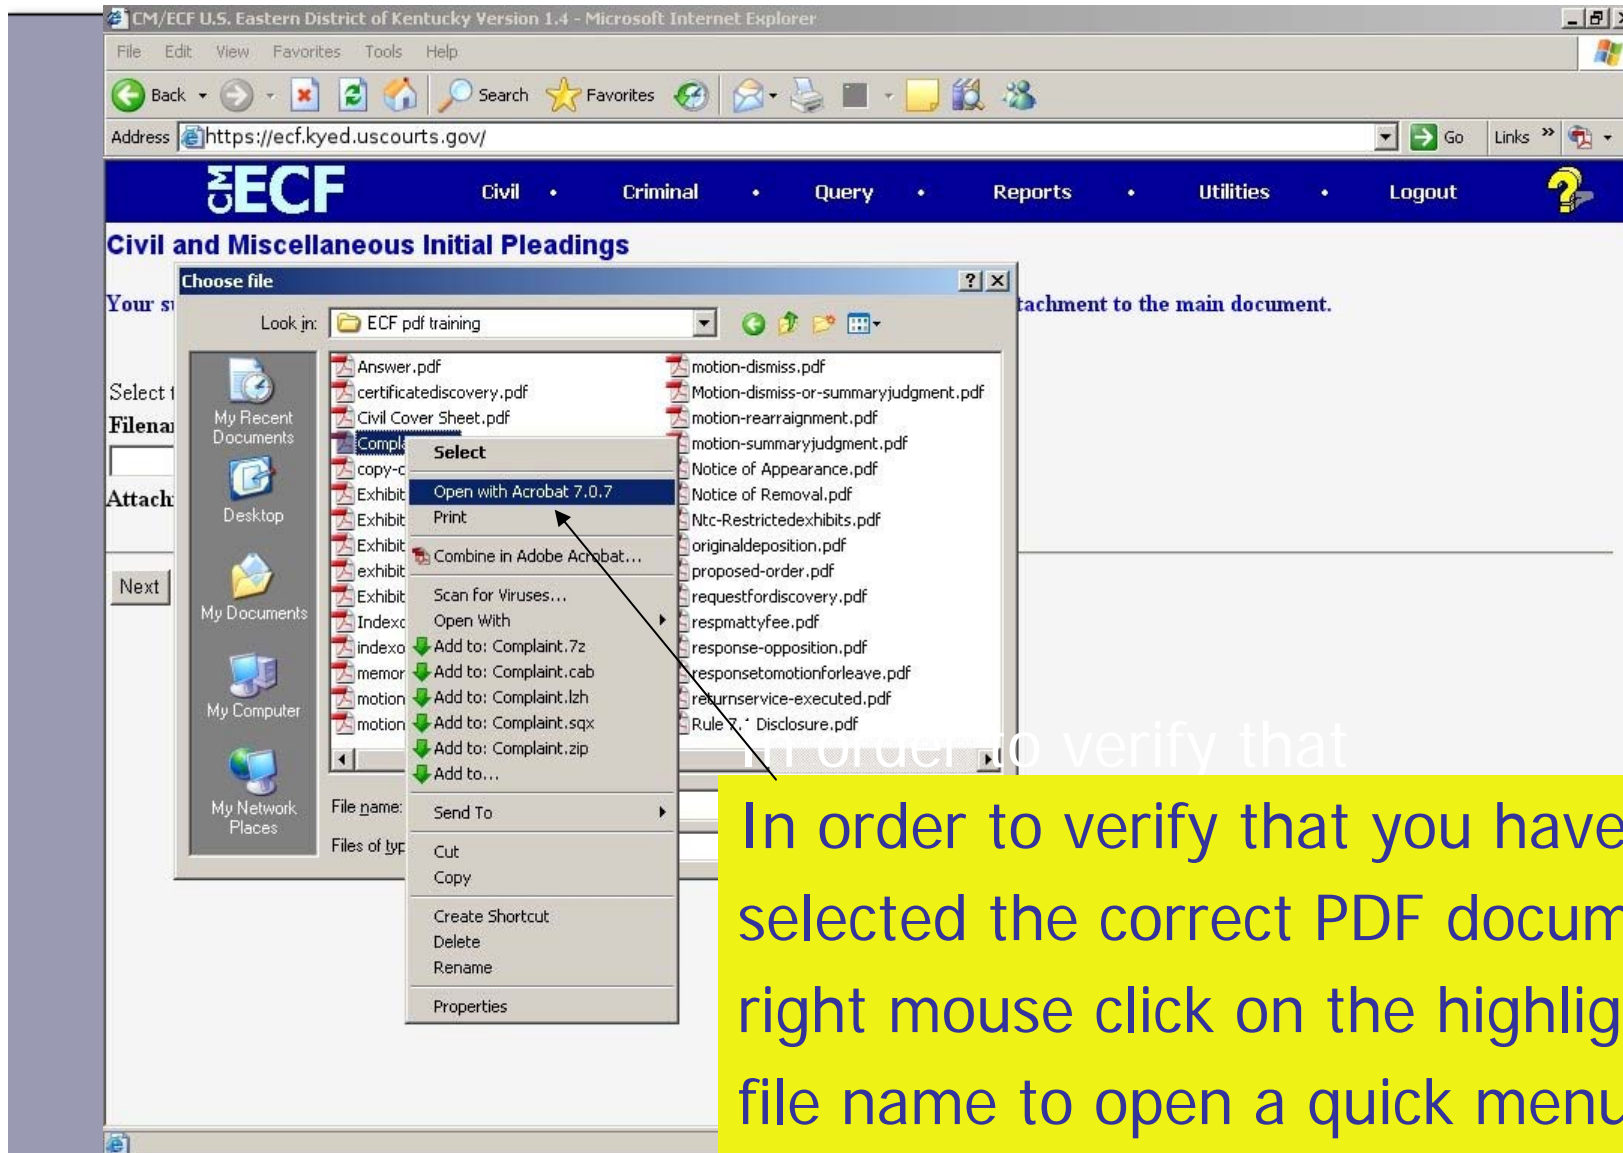 CM/ECF U.S. Eastern District of Kentucky Version 1.4 - Microsoft Internet Explorer
File Edit View Favorites Tools Help
Back Search Favorites
Address https://ecf.kyed.uscourts.gov/ Go Links »
CM ECF Civil • Criminal • Query • Reports • Utilities • Logout ?
Civil and Miscellaneous Initial Pleadings
Choose file
Your su
tachment to the main document.
Look in: ECF pdf training
Select t
Filenar
Attach
Next
My Recent
Documents
Desktop
My Documents
My Computer
My Network
Places
Answer.pdf
certificatediscovery.pdf
Civil Cover Sheet.pdf
Compla
copy-c
Exhibit
Exhibit
Exhibit
exhibit
Exhibit
Indexo
indexo
memor
motion
motion
motion-dismiss.pdf
Motion-dismiss-or-summaryjudgment.pdf
motion-rearraignment.pdf
motion-summaryjudgment.pdf
Notice of Appearance.pdf
Notice of Removal.pdf
Ntc-Restrictedexhibits.pdf
originaldeposition.pdf
proposed-order.pdf
requestfordiscovery.pdf
respmattyfee.pdf
response-opposition.pdf
responsetomotionforleave.pdf
returnservice-executed.pdf
Rule 7.1 Disclosure.pdf
Select
Open with Acrobat 7.0.7
Print
Combine in Adobe Acrobat...
Scan for Viruses...
Open With
Add to: Complaint.7z
Add to: Complaint.cab
Add to: Complaint.lzh
Add to: Complaint.sqx
Add to: Complaint.zip
Add to...
Send To
Cut
Copy
Create Shortcut
Delete
Rename
Properties
File name:
Files of typ
In order to verify that
In order to verify that you have
selected the correct PDF docum
right mouse click on the highlig
file name to open a quick menu